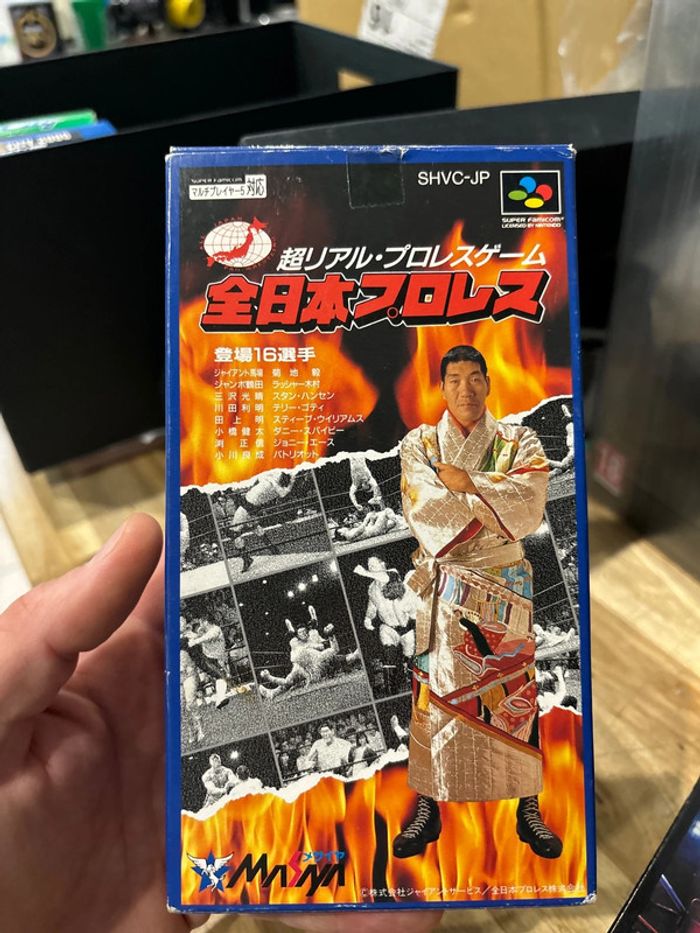 SUPER FAMICOM
マルチプレイヤー5 対応
SHVC-JP
SUPER FAMICOM
LICENSED BY NINTENDO
超リアル・プロレスゲーム
全日本プロレス
登場16選手
ジャイアント馬場 菊地 毅
ジャンボ鶴田 ラッシャー木村
三沢光晴 スタン・ハンセン
川田利明 テリー・ゴディ
田上 明 スティーブ・ウイリアムス
小橋健太 ダニー・スパイビー
渕 正信 ジョニー・エース
小川良成 パトリオット
メサイヤ
MASAYA
©株式会社ジャイアントサービス/全日本プロレス株式会社
18